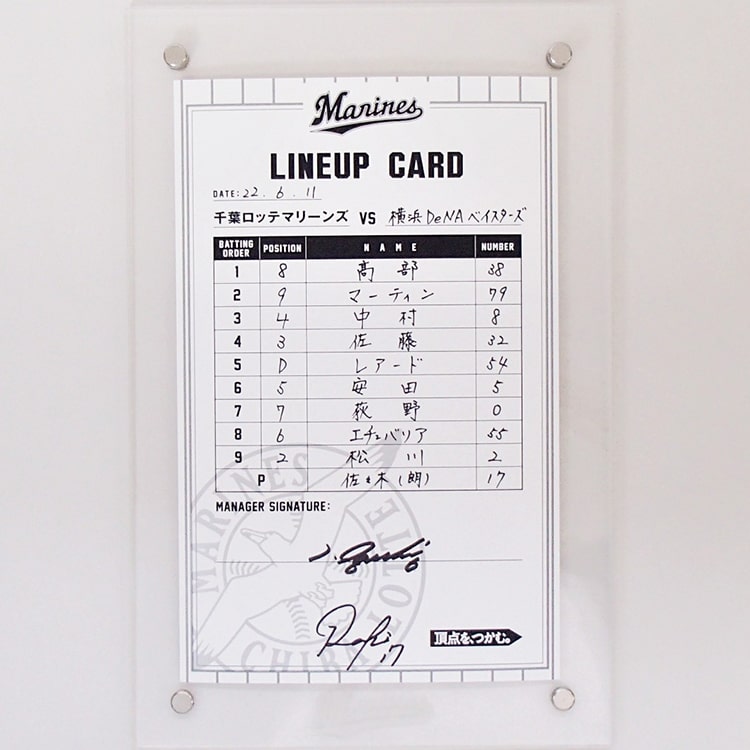 Marines
LINEUP CARD
DATE: 22. 6. 11
千葉ロッテマリーンズ VS 横浜DeNAベイスターズ
BATTING ORDER POSITION NAME NUMBER
1 8 髙部 38
2 9 マーティン 79
3 4 中村 8
4 3 佐藤 32
5 D レアード 54
6 5 安田 5
7 7 荻野 0
8 6 エチェバリア 55
9 2 松川 2
P 佐々木(朗) 17
MANAGER SIGNATURE:
MARINES
CHIBA LOTTE
17
頂点を、つかむ。